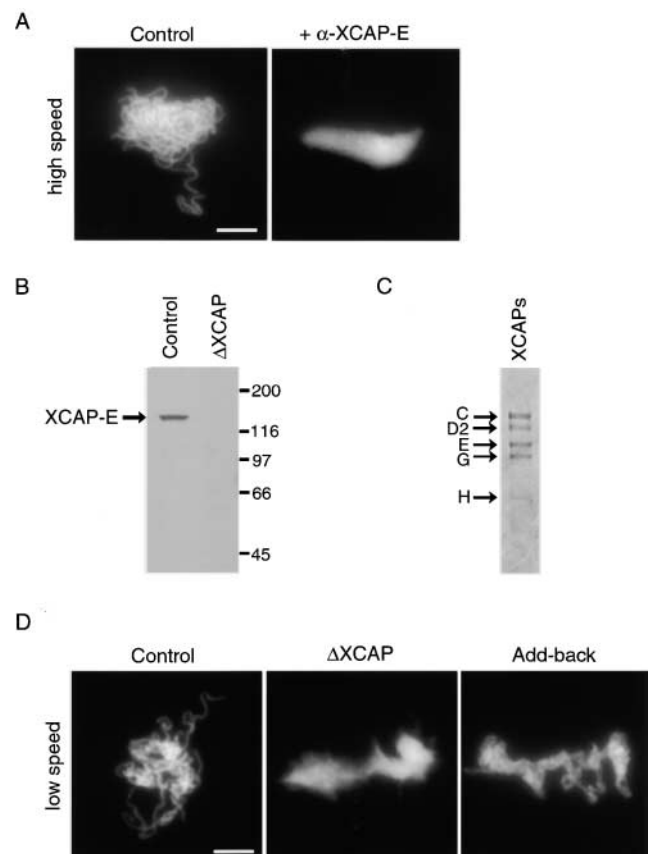 A
Control
+ α-XCAP-E
high speed
B
Control
ΔXCAP
XCAP-E
200
116
97
66
45
C
XCAPs
C
D2
E
G
H
D
Control
ΔXCAP
Add-back
low speed